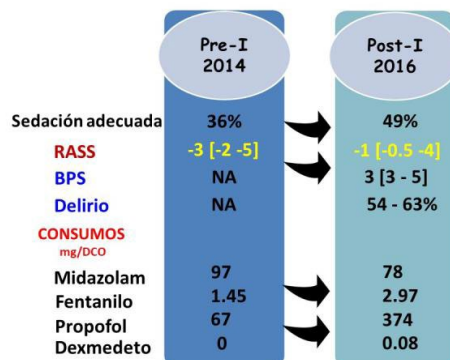 Pre-I 2014
Post-I 2016
Sedación adecuada 36% 49%
RASS -3 [-2 -5] -1 [-0.5 -4]
BPS NA 3 [3 - 5]
Delirio NA 54 - 63%
CONSUMOS
mg/DCO
Midazolam 97 78
Fentanilo 1.45 2.97
Propofol 67 374
Dexmedeto 0 0.08